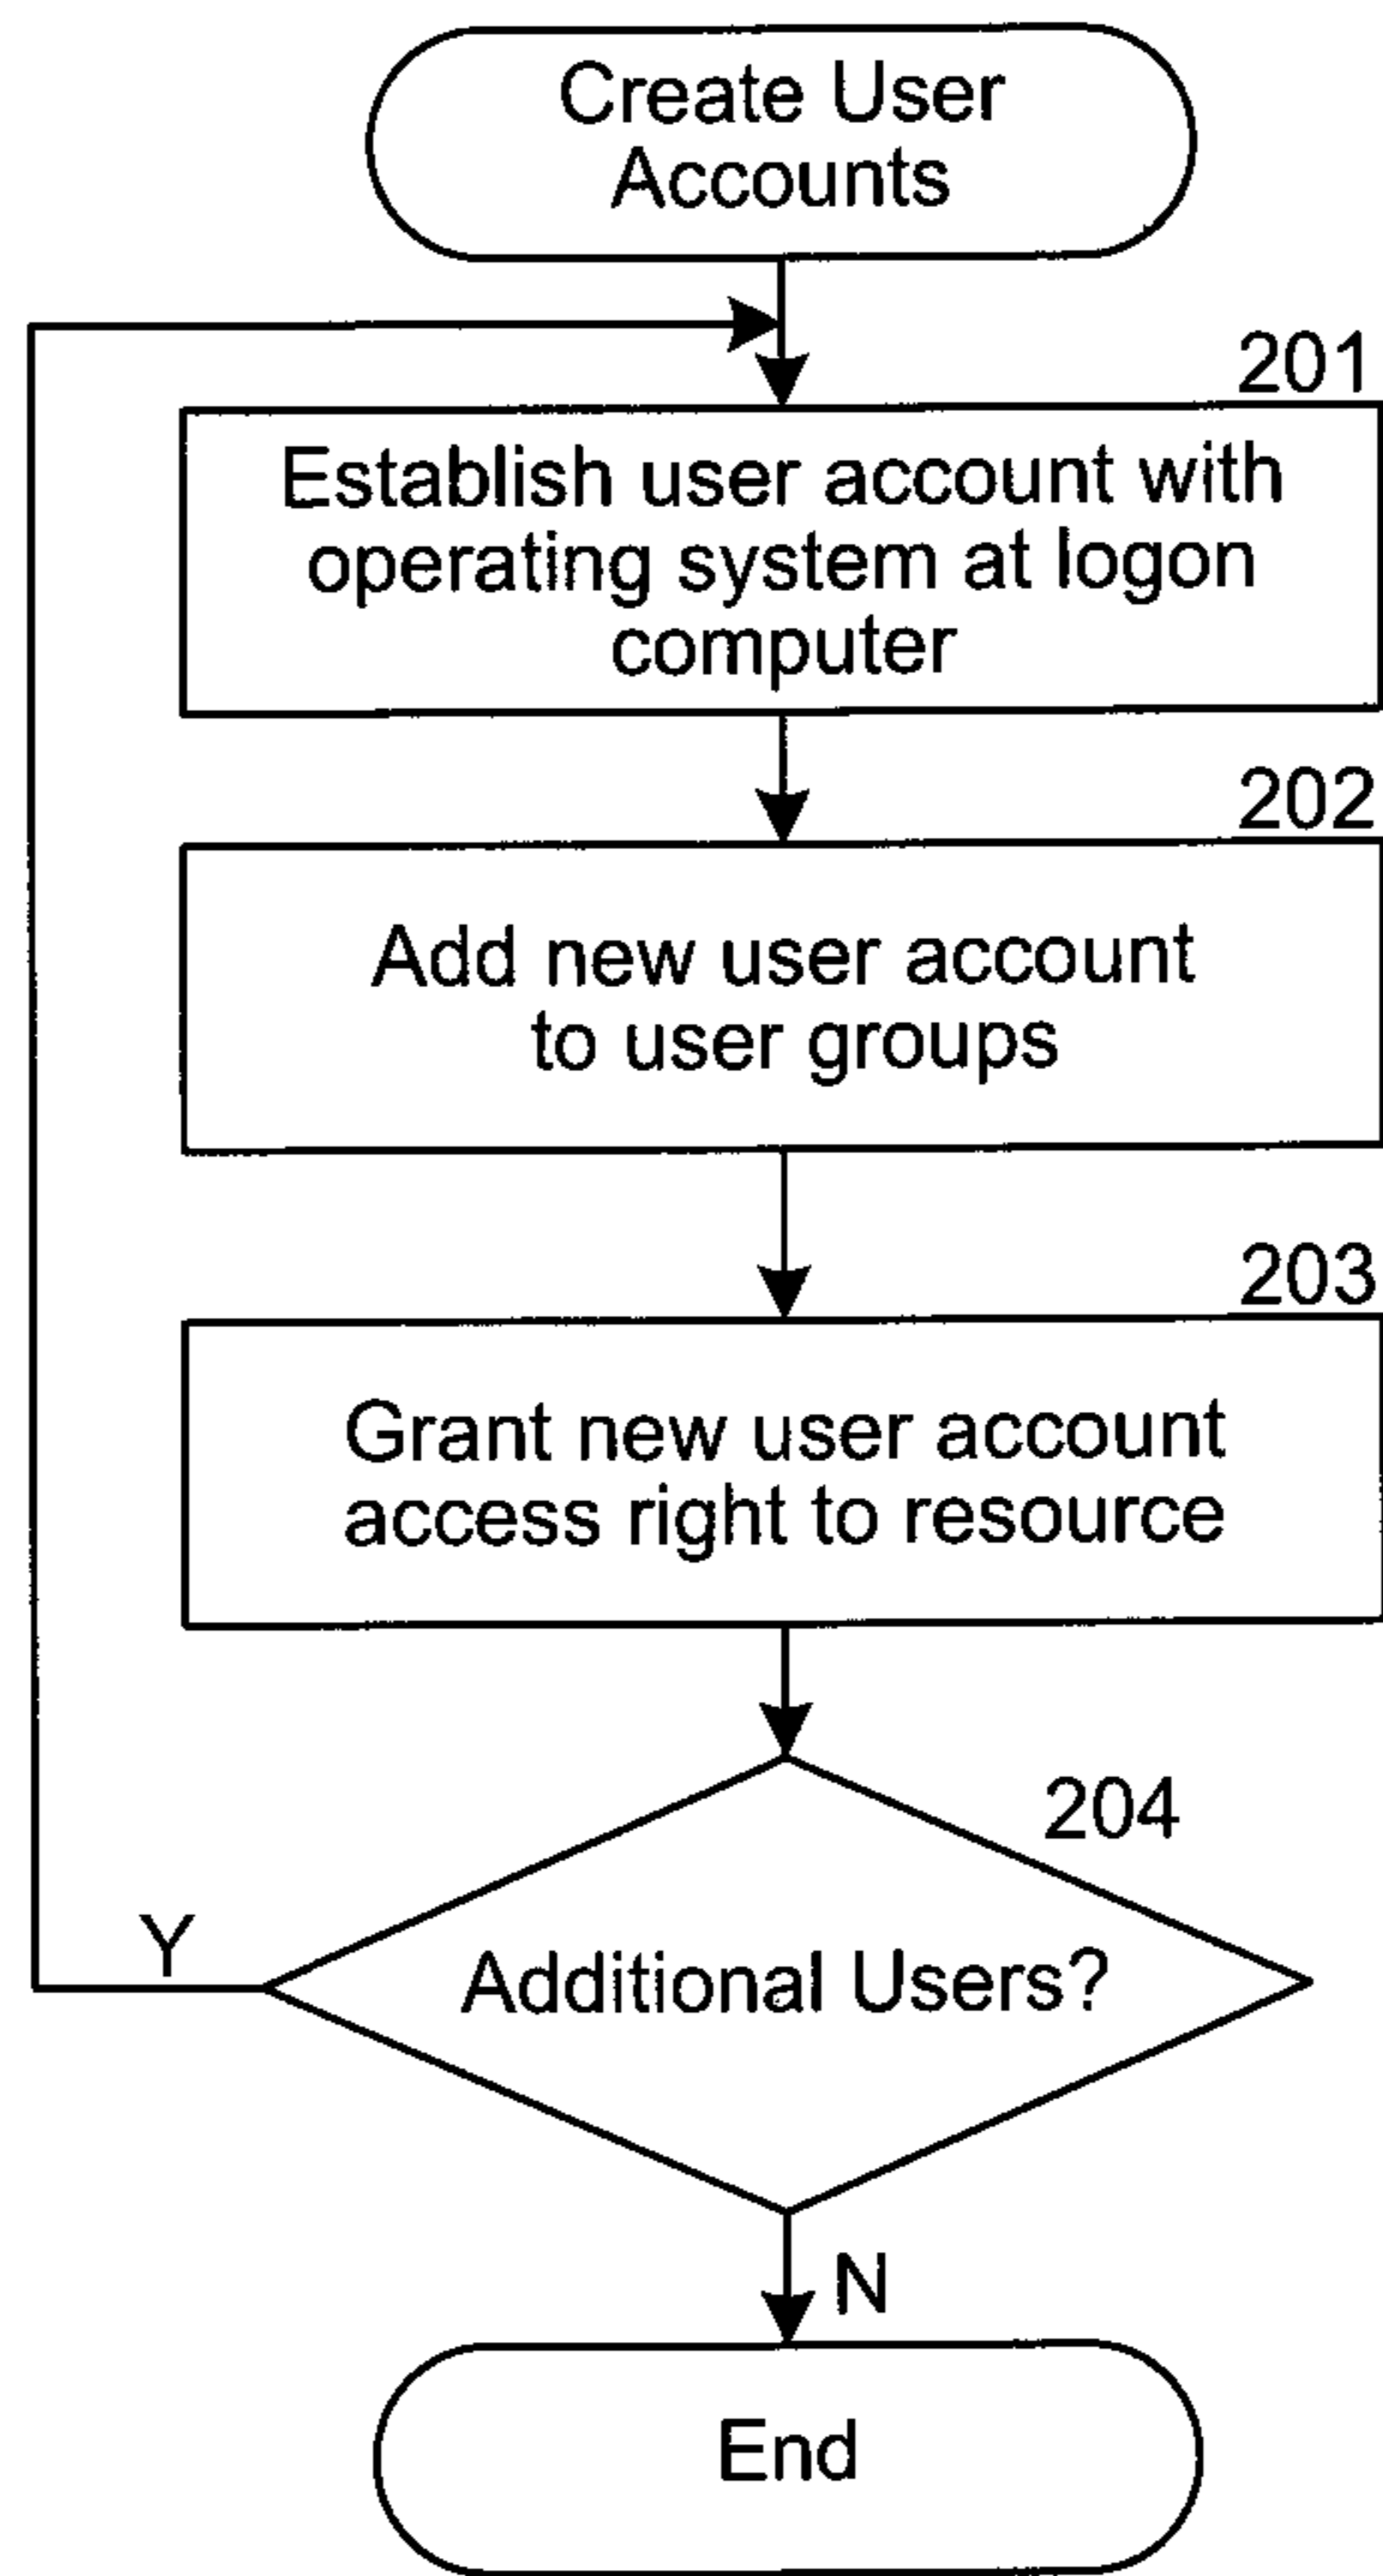 Create User
Accounts
201
Establish user account with
operating system at logon
computer
202
Add new user account
to user groups
203
Grant new user account
access right to resource
204
Y
Additional Users?
N
End